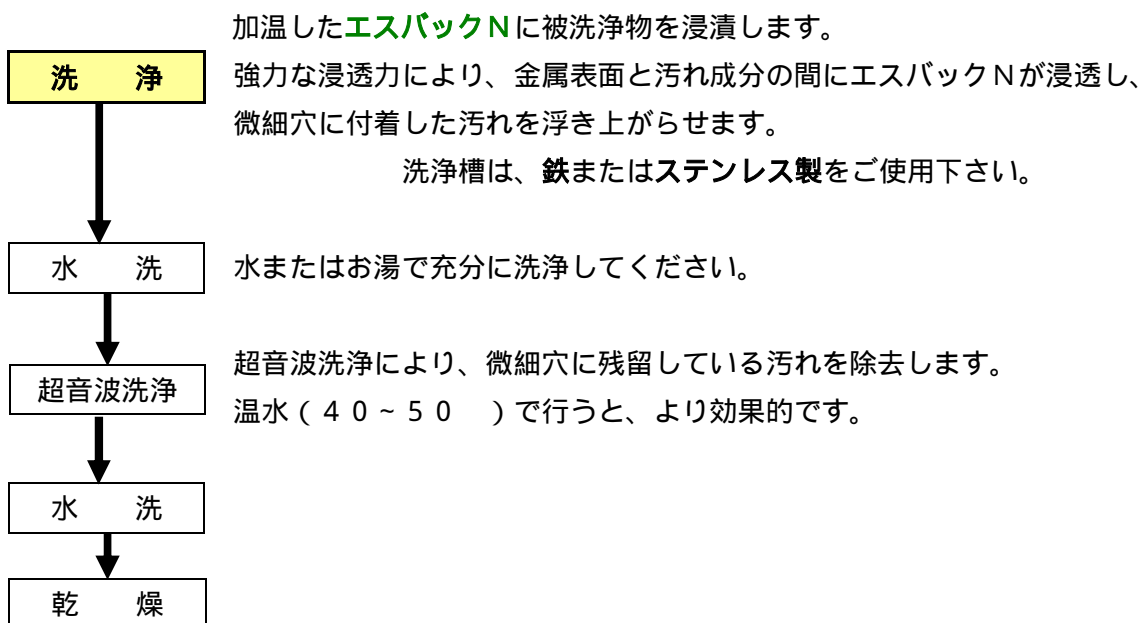 加温したエスバックNに被洗浄物を浸漬します。
洗　浄
強力な浸透力により、金属表面と汚れ成分の間にエスバックNが浸透し、
微細穴に付着した汚れを浮き上がらせます。
洗浄槽は、鉄またはステンレス製をご使用下さい。
水　洗
水またはお湯で充分に洗浄してください。
超音波洗浄
超音波洗浄により、微細穴に残留している汚れを除去します。
温水（４０～５０　）で行うと、より効果的です。
水　洗
乾　燥